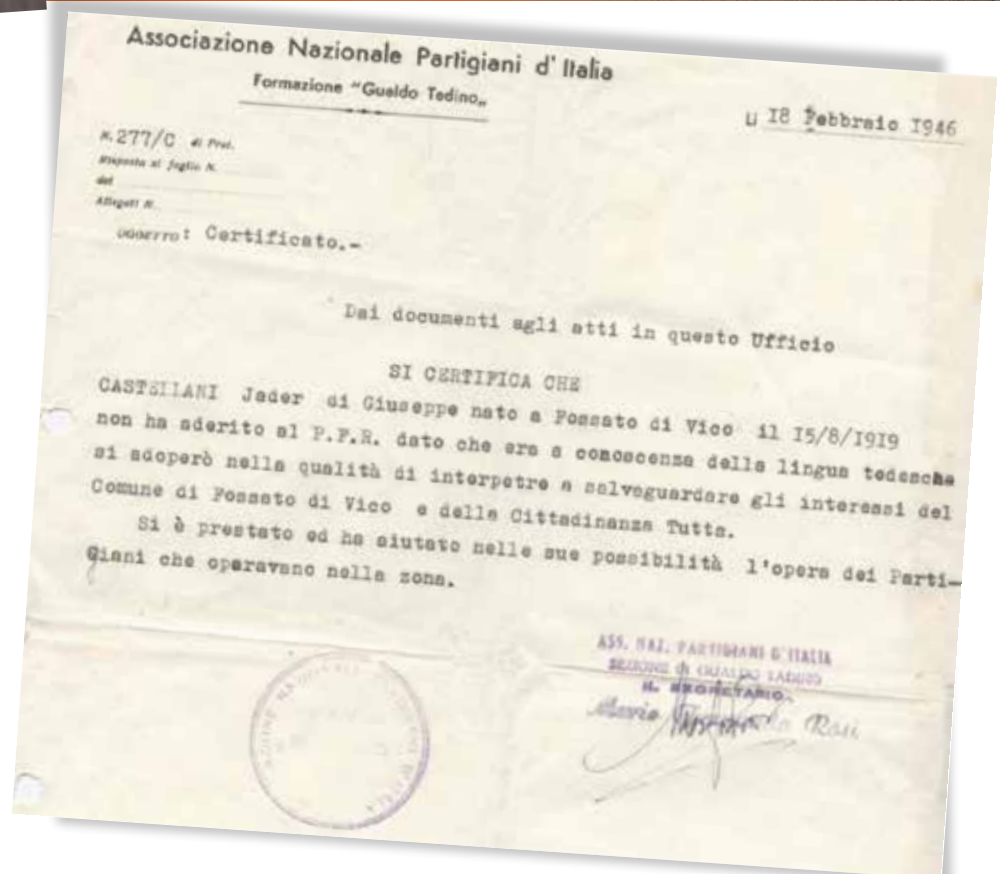 Associazione Nazionale Partigiani d'Italia
Formazione "Gualdo Tadino„
li 18 Febbraio 1946
N. 277/C di Prot.
Risposta al foglio N.
del
Allegati N.
OGGETTO: Certificato.-
Dai documenti agli atti in questo Ufficio
SI CERTIFICA CHE
CASTELLANI Jader di Giuseppe nato a Fossato di Vico il 15/8/1919
non ha aderito al P.F.R. dato che era a conoscenza della lingua tedesca
si adoperò nella qualità di interpetre a salvaguardare gli interessi del
Comune di Fossato di Vico e della Cittadinanza Tutta.
Si è prestato ed ha aiutato nelle sue possibilità l'opera dei Parti-
Giani che operavano nella zona.
ASS. NAZ. PARTIGIANI D'ITALIA
SEZIONE di GUALDO TADINO
IL SEGRETARIO
Rosi